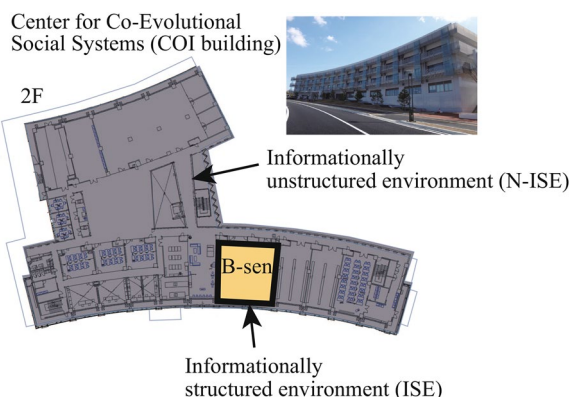 Center for Co-Evolutional
Social Systems (COI building)
2F
Informationally
unstructured environment (N-ISE)
B-sen
Informationally
structured environment (ISE)